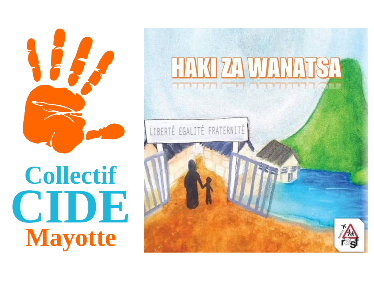 Collectif
CIDE
Mayotte
HAKI ZA WANATSA
LIBERTÉ EGALITÉ FRATERNITÉ